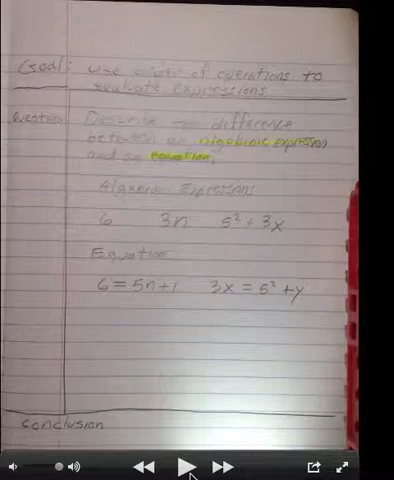 Goal: Use order of operations to
evaluate expressions
Question: Describe the difference
between an algebraic expression
and an equation.
Algebraic Expressions
6 3n 5² + 3x
Equation
6 = 5n+1 3x = 5² + y
Conclusion